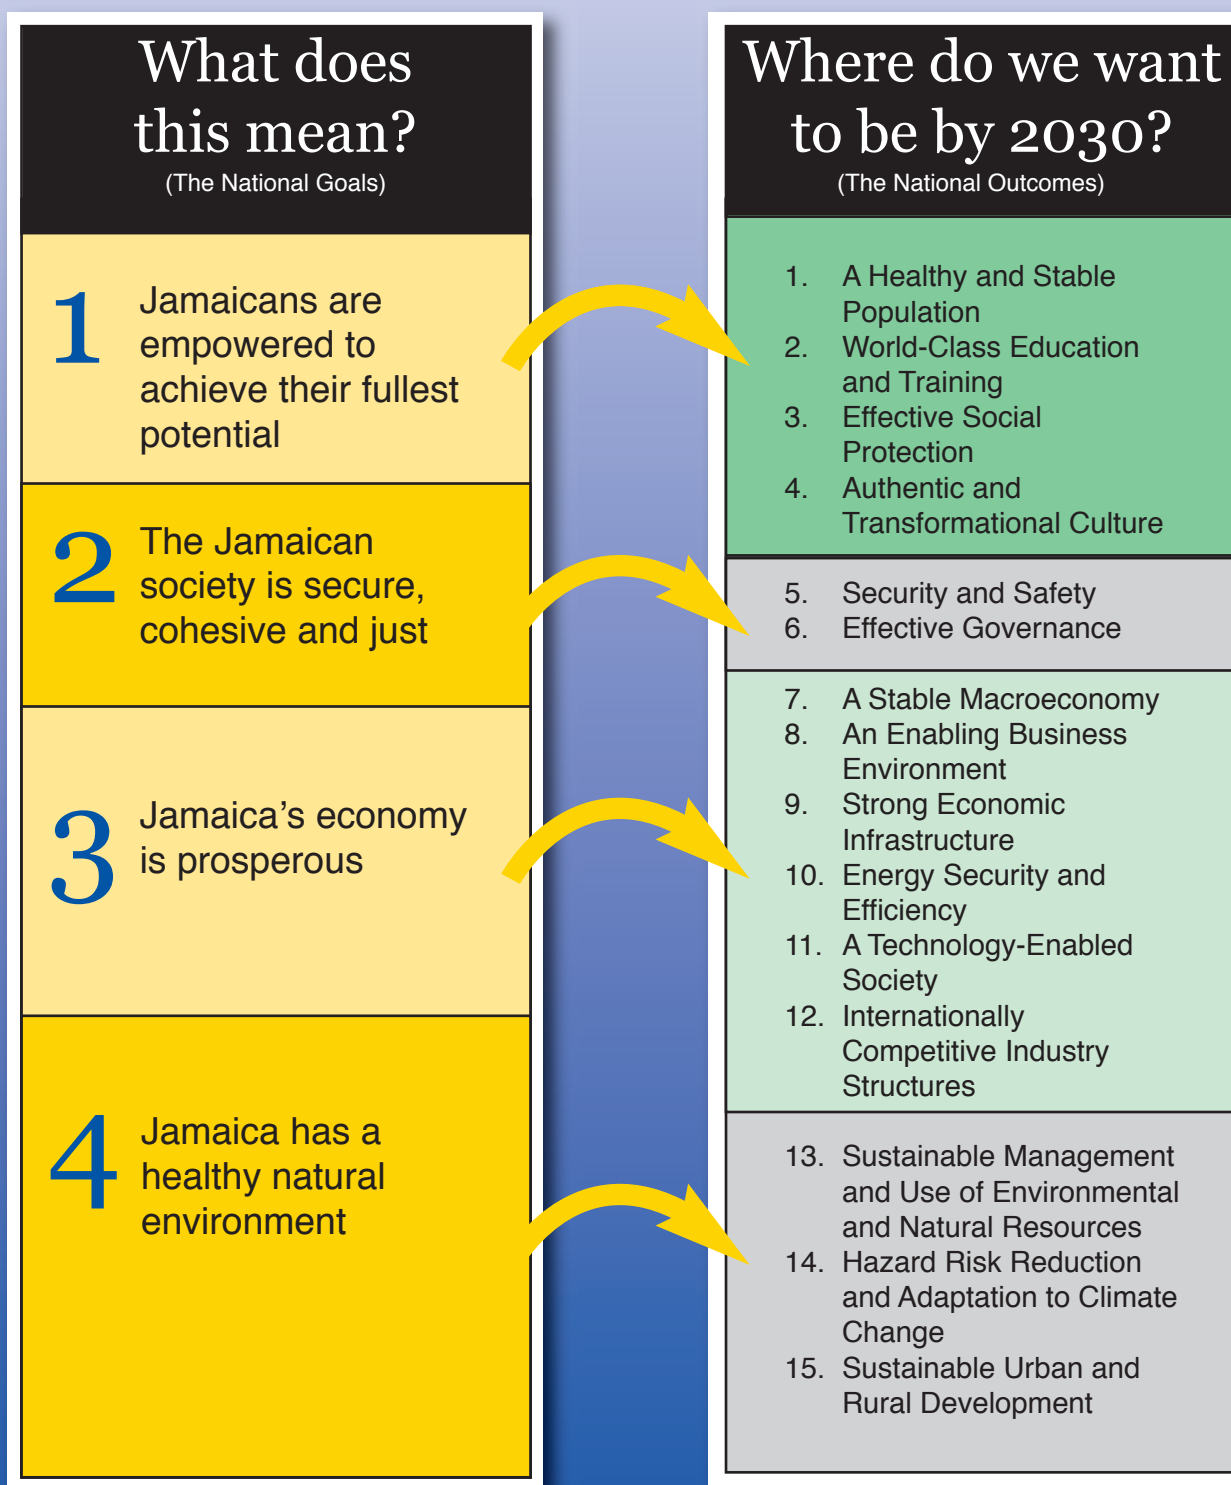 What does
this mean?
(The National Goals)
1
Jamaicans are
empowered to
achieve their fullest
potential
2
The Jamaican
society is secure,
cohesive and just
3
Jamaica’s economy
is prosperous
4
Jamaica has a
healthy natural
environment
Where do we want
to be by 2030?
(The National Outcomes)
1. A Healthy and Stable
Population
2. World-Class Education
and Training
3. Effective Social
Protection
4. Authentic and
Transformational Culture
5. Security and Safety
6. Effective Governance
7. A Stable Macroeconomy
8. An Enabling Business
Environment
9. Strong Economic
Infrastructure
10. Energy Security and
Efficiency
11. A Technology-Enabled
Society
12. Internationally
Competitive Industry
Structures
13. Sustainable Management
and Use of Environmental
and Natural Resources
14. Hazard Risk Reduction
and Adaptation to Climate
Change
15. Sustainable Urban and
Rural Development